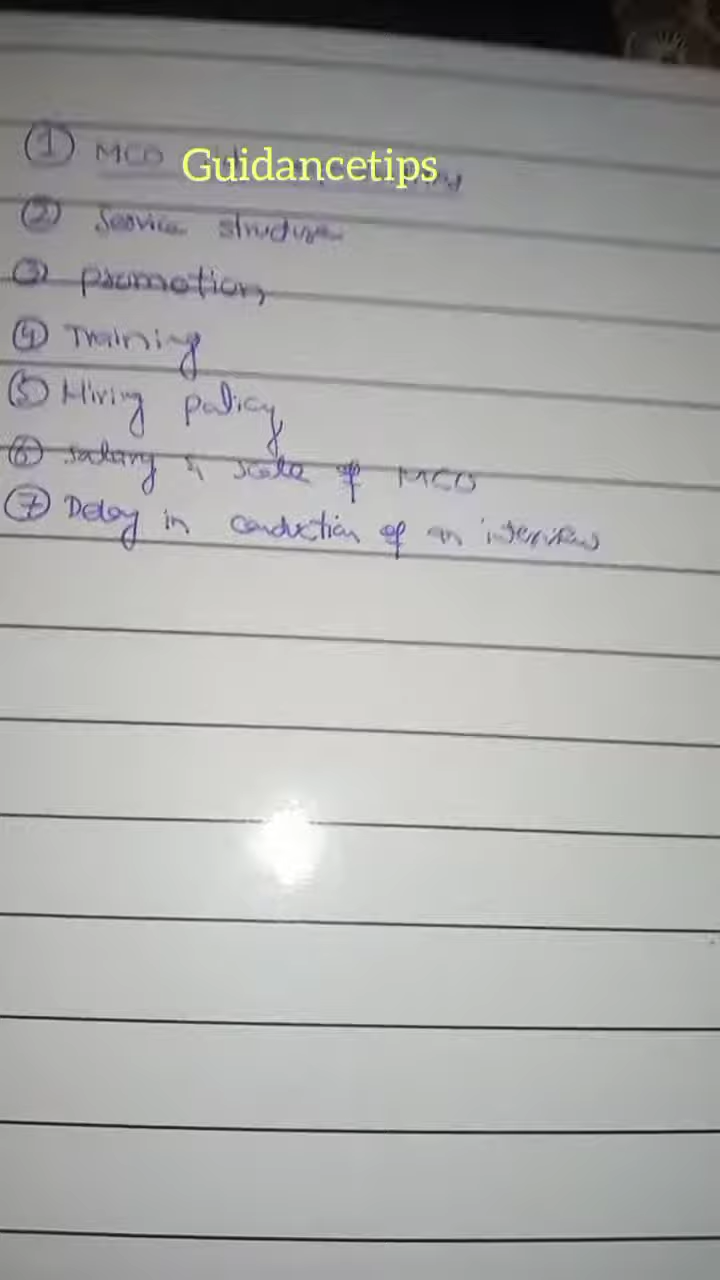 ① MCO
Guidancetips
② Service structure
③ promotion
④ Training
⑤ Hiring policy
⑥ salary & scale of MCO
⑦ Delay in conduction of an interview